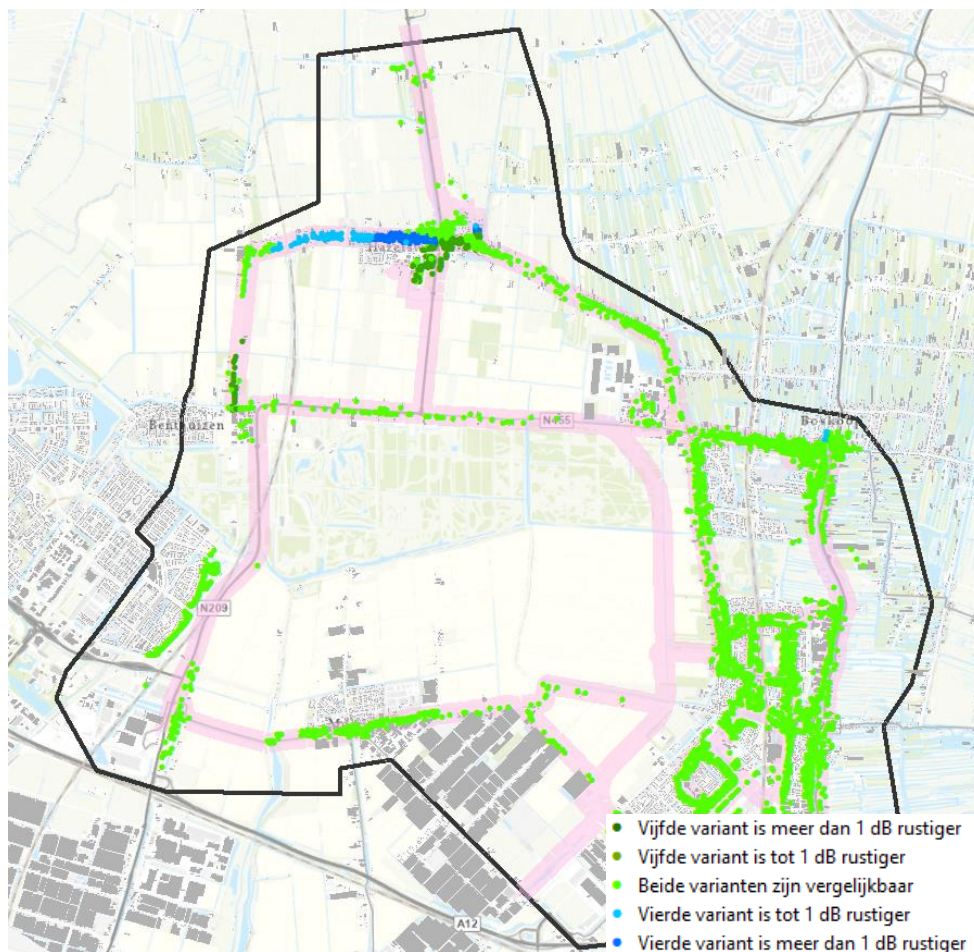 Benthuizen
N455
Boskoop
N209
A12
Vijfde variant is meer dan 1 dB rustiger
Vijfde variant is tot 1 dB rustiger
Beide varianten zijn vergelijkbaar
Vierde variant is tot 1 dB rustiger
Vierde variant is meer dan 1 dB rustiger